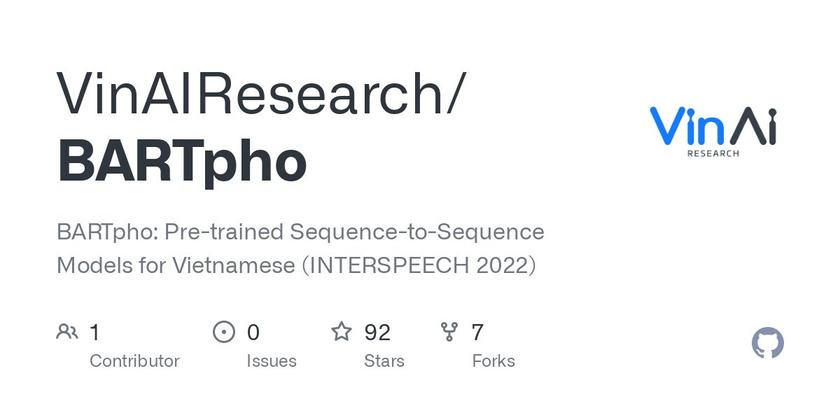 VinAIResearch/
BARTpho
VinAi
RESEARCH
BARTpho: Pre-trained Sequence-to-Sequence
Models for Vietnamese (INTERSPEECH 2022)
1
Contributor
0
Issues
92
Stars
7
Forks